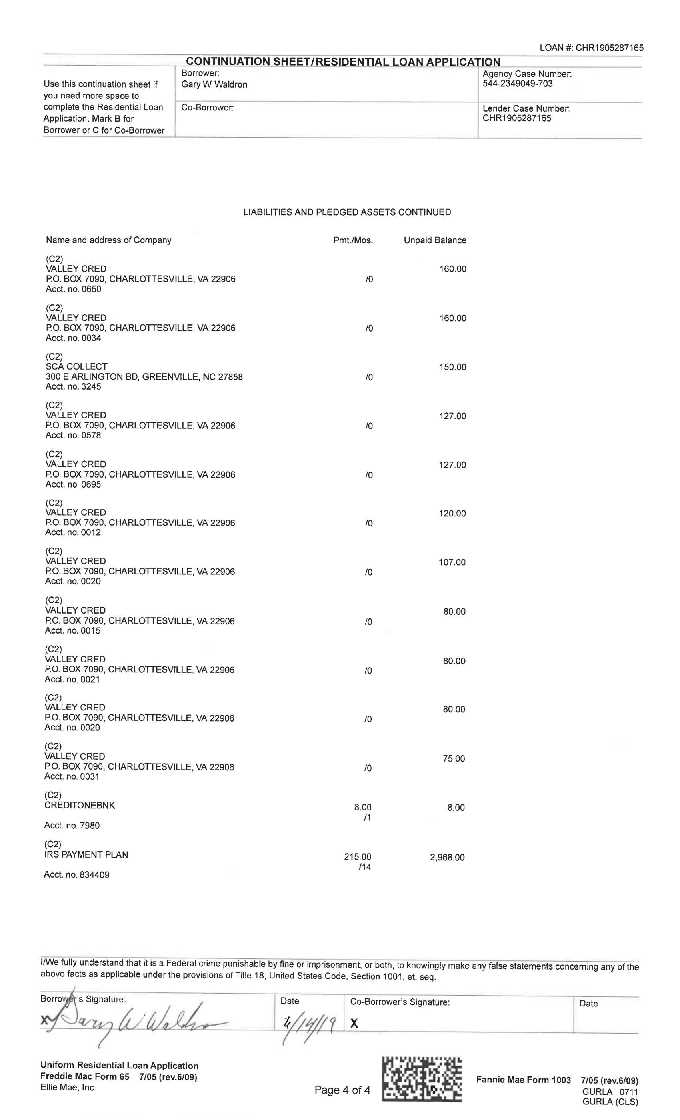 LOAN #: CHR1905287165
CONTINUATION SHEET/RESIDENTIAL LOAN APPLICATION
Use this continuation sheet if
you need more space to
complete the Residential Loan
Application. Mark B for
Borrower or C for Co-Borrower
Borrower:
Gary W Waldron
Agency Case Number:
544-2349049-703
Co-Borrower:
Lender Case Number:
CHR1905287165
LIABILITIES AND PLEDGED ASSETS CONTINUED
Name and address of Company Pmt./Mos. Unpaid Balance
(C2)
VALLEY CRED 160.00
P.O. BOX 7090, CHARLOTTESVILLE, VA 22906 /0
Acct. no. 0660
(C2)
VALLEY CRED 160.00
P.O. BOX 7090, CHARLOTTESVILLE, VA 22906 /0
Acct. no. 0034
(C2)
SCA COLLECT 150.00
300 E ARLINGTON BD, GREENVILLE, NC 27858 /0
Acct. no. 3245
(C2)
VALLEY CRED 127.00
P.O. BOX 7090, CHARLOTTESVILLE, VA 22906 /0
Acct. no. 0578
(C2)
VALLEY CRED 127.00
P.O. BOX 7090, CHARLOTTESVILLE, VA 22906 /0
Acct. no. 0695
(C2)
VALLEY CRED 120.00
P.O. BOX 7090, CHARLOTTESVILLE, VA 22906 /0
Acct. no. 0012
(C2)
VALLEY CRED 107.00
P.O. BOX 7090, CHARLOTTESVILLE, VA 22906 /0
Acct. no. 0020
(C2)
VALLEY CRED 80.00
P.O. BOX 7090, CHARLOTTESVILLE, VA 22906 /0
Acct. no. 0015
(C2)
VALLEY CRED 80.00
P.O. BOX 7090, CHARLOTTESVILLE, VA 22906 /0
Acct. no. 0021
(C2)
VALLEY CRED 80.00
P.O. BOX 7090, CHARLOTTESVILLE, VA 22906 /0
Acct. no. 0020
(C2)
VALLEY CRED 75.00
P.O. BOX 7090, CHARLOTTESVILLE, VA 22906 /0
Acct. no. 0031
(C2)
CREDITONEBNK 8.00 8.00
/1
Acct. no. 7980
(C2)
IRS PAYMENT PLAN 215.00 2,968.00
/14
Acct. no. 834409
I/We fully understand that it is a Federal crime punishable by fine or imprisonment, or both, to knowingly make any false statements concerning any of the
above facts as applicable under the provisions of Title 18, United States Code, Section 1001, et. seq.
Borrower's Signature: Date Co-Borrower's Signature: Date
X Gary W Waldron 6/14/19 X
Uniform Residential Loan Application
Freddie Mac Form 65 7/05 (rev.6/09)
Ellie Mae, Inc.
Page 4 of 4
Fannie Mae Form 1003 7/05 (rev.6/09)
GURLA 0711
GURLA (CLS)